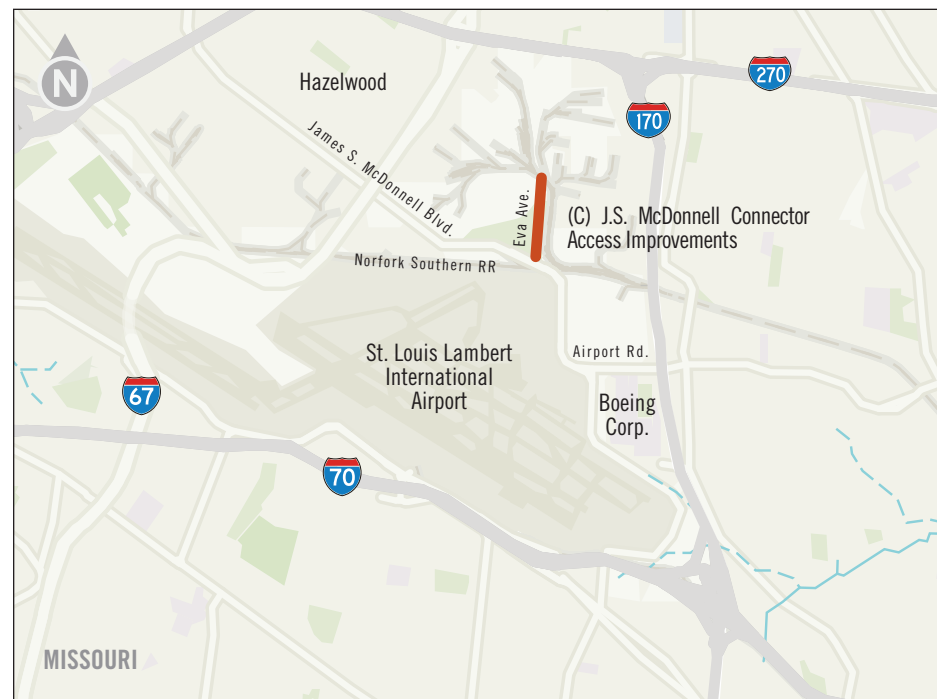 N
Hazelwood
270
170
James S. McDonnell Blvd.
Eva Ave.
(C) J.S. McDonnell Connector
Access Improvements
Norfork Southern RR
St. Louis Lambert
International
Airport
Airport Rd.
67
Boeing
Corp.
70
MISSOURI